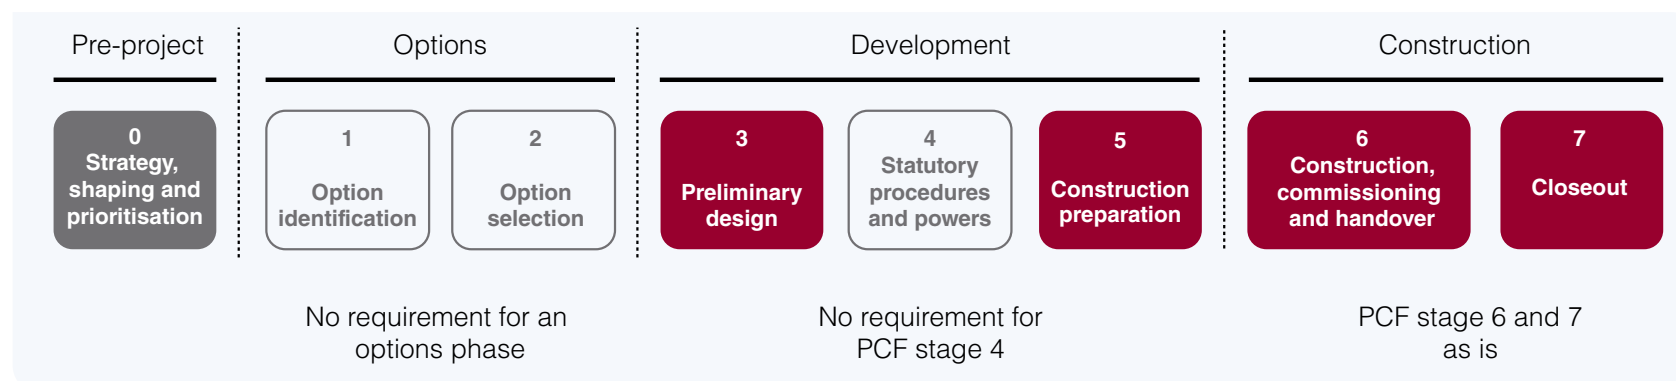 Pre-project
Options
Development
Construction
0
Strategy,
shaping and
prioritisation
1
Option
identification
2
Option
selection
3
Preliminary
design
4
Statutory
procedures
and powers
5
Construction
preparation
6
Construction,
commissioning
and handover
7
Closeout
No requirement for an
options phase
No requirement for
PCF stage 4
PCF stage 6 and 7
as is